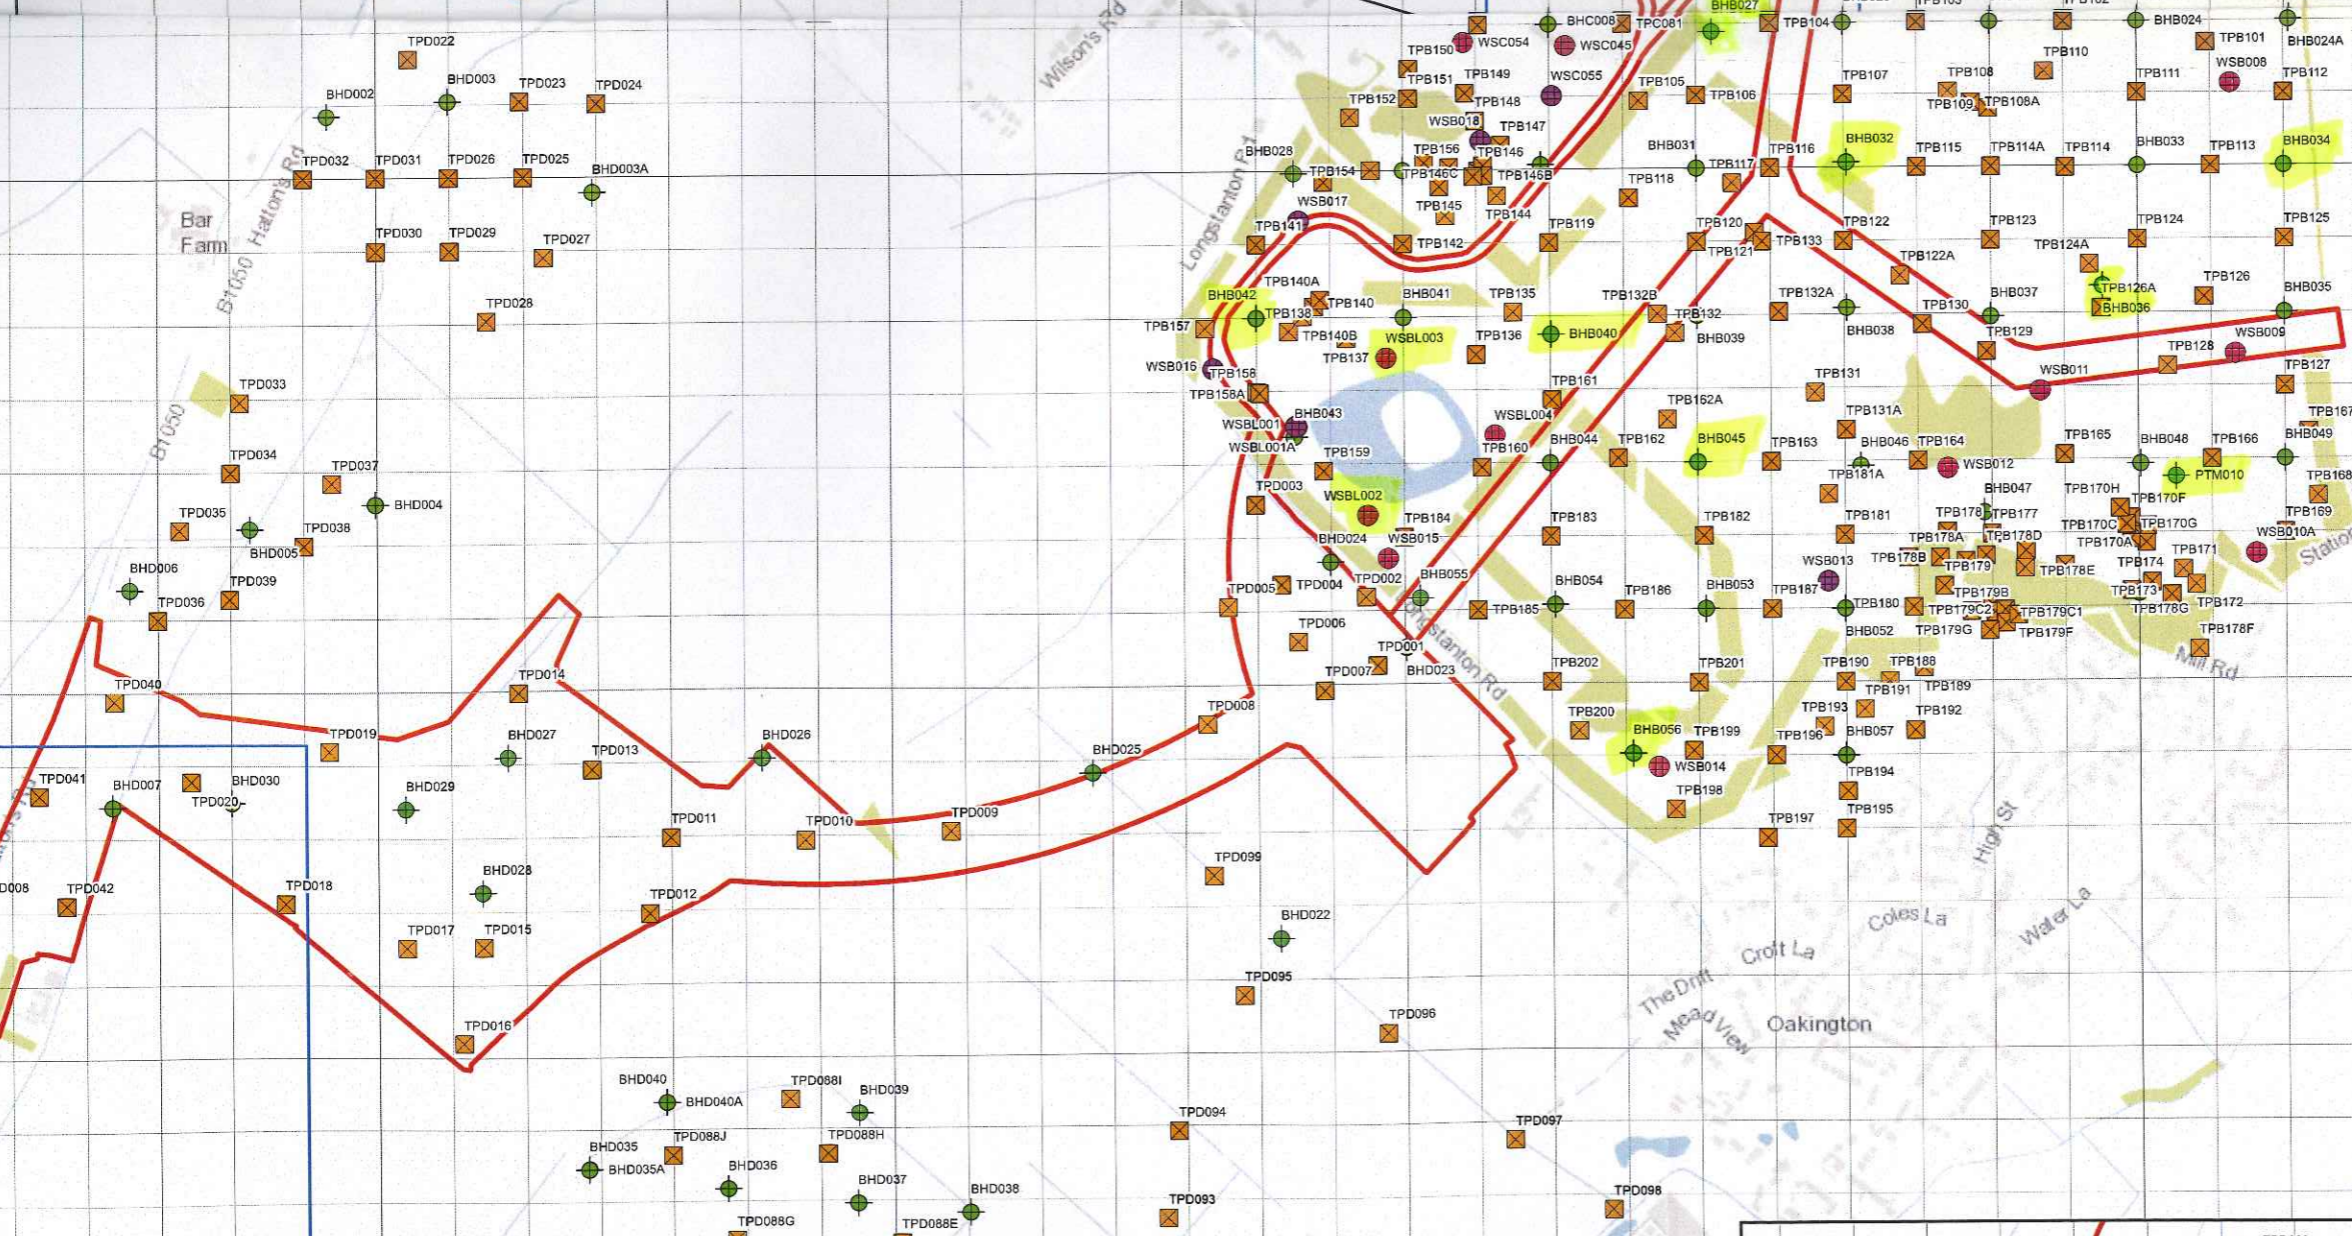 BHB027
TPD022
Wilson's Rd
WSC054
BHC008
TPC081
WSC045
TPB104
BHB024
TPB101
BHB024A
TPB150
TPB110
WSB008
BHD003
TPD023
TPD024
TPB151
TPB149
WSC055
TPB105
TPB106
TPB107
TPB108
TPB111
TPB112
BHD002
TPB152
TPB148
TPB109
TPB108A
WSB018
TPB147
TPD032
TPD031
TPD026
TPD025
BHD003A
BHB028
TPB154
TPB156
TPB146
TPB146C
TPB146B
BHB031
TPB117
TPB116
BHB032
TPB115
TPB114A
TPB114
BHB033
TPB113
BHB034
Hatton's Rd
Longstanton Rd
TPB118
WSB017
TPB145
TPB144
Bar
Farm
TPD030
TPD029
TPD027
TPB141
TPB142
TPB119
TPB120
TPB121
TPB133
TPB122
TPB123
TPB124
TPB125
TPB124A
TPB122A
B1050
TPD028
BHB042
TPB140A
TPB140
BHB041
TPB135
TPB132B
TPB132
TPB132A
BHB037
TPB126A
TPB126
BHB035
BHB036
TPB157
TPB138
TPB140B
WSBL003
TPB136
BHB040
BHB039
BHB038
TPB130
TPB129
WSB009
TPB137
TPB128
WSB016
TPB158
TPB158A
TPB161
TPB131
WSB011
TPB127
TPD033
B1050
BHB043
WSBL001
WSBL001A
WSBL004
TPB162A
TPB131A
TPB167
TPB159
TPB160
BHB044
TPB162
BHB045
TPB163
BHB046
TPB164
TPB165
BHB048
TPB166
BHB049
WSB012
TPB181A
PTM010
TPB168
TPD034
TPD037
TPD003
WSBL002
BHB047
TPB170H
TPB170F
BHD004
TPD035
BHD005
TPD038
BHD024
TPB184
WSB015
TPB183
TPB182
TPB181
TPB178
TPB177
TPB170C
TPB170G
TPB169
WSB010A
TPB178A
TPB178D
TPB170A
TPB171
BHD006
TPD039
TPD005
TPD004
TPD002
BHB055
BHB054
TPB186
BHB053
WSB013
TPB187
TPB178B
TPB179
TPB178E
TPB174
TPD036
TPB185
TPB180
TPB179B
TPB179C2
TPB179C1
TPB173
TPB178G
TPB172
TPD006
TPD001
BHD023
Longstanton Rd
BHB052
TPB179G
TPB179F
TPB178F
Mill Rd
TPD040
TPD014
TPD007
TPB202
TPB201
TPB190
TPB188
TPB191
TPB189
TPD019
BHD027
TPD013
BHD026
BHD025
TPD008
TPB200
BHB056
TPB199
WSB014
TPB196
TPB193
BHB057
TPB192
TPD041
BHD007
TPD020
BHD030
BHD029
TPD011
TPD010
TPD009
TPB198
TPB194
TPB195
TPB197
High St
TPD042
TPD018
BHD028
TPD012
TPD099
TPD017
TPD015
BHD022
Coles La
Water La
Croft La
TPD016
TPD095
The Drift
Mead View
TPD096
Oakington
BHD040
BHD040A
TPD088I
BHD039
TPD094
TPD097
BHD035
BHD035A
TPD088J
BHD036
TPD088H
BHD037
BHD038
TPD093
TPD098
TPD088G
TPD088E